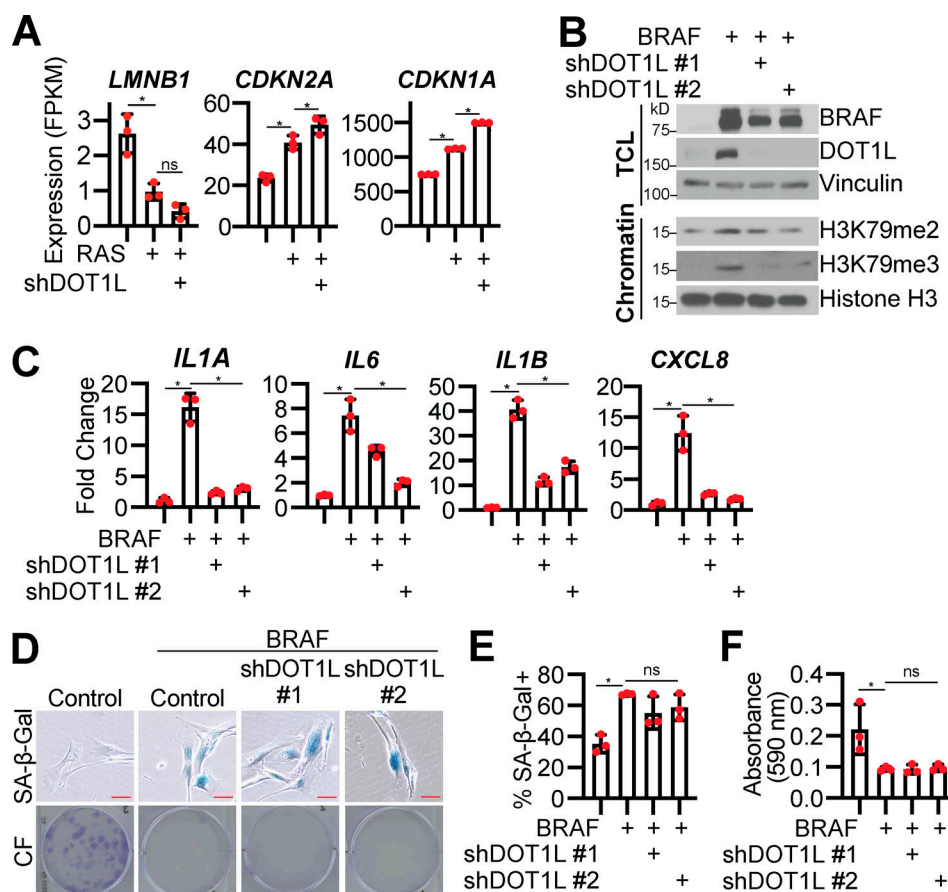 A
LMNB1 CDKN2A CDKN1A
Expression (FPKM)
3
2
1
0
* ns
60
40
20
0
* *
1500
1000
500
0
* *
RAS + + + + + +
shDOT1L + + +
B
BRAF + + +
shDOT1L #1 +
shDOT1L #2 +
kD
TCL
75 BRAF
150 DOT1L
100 Vinculin
Chromatin
15 H3K79me2
15 H3K79me3
15 Histone H3
C
IL1A IL6 IL1B CXCL8
Fold Change
20
15
10
5
0
* *
10
8
6
4
2
0
* *
50
40
30
20
10
0
* *
20
15
10
5
0
* *
BRAF + + + + + + + + + + + +
shDOT1L #1 + + + +
shDOT1L #2 + + + +
D
BRAF
Control Control shDOT1L #1 shDOT1L #2
SA-β-Gal
CF
E
% SA-β-Gal+
80
60
40
20
0
* ns
BRAF + + +
shDOT1L #1 +
shDOT1L #2 +
F
Absorbance
(590 nm)
0.4
0.3
0.2
0.1
0.0
* ns
BRAF + + +
shDOT1L #1 +
shDOT1L #2 +